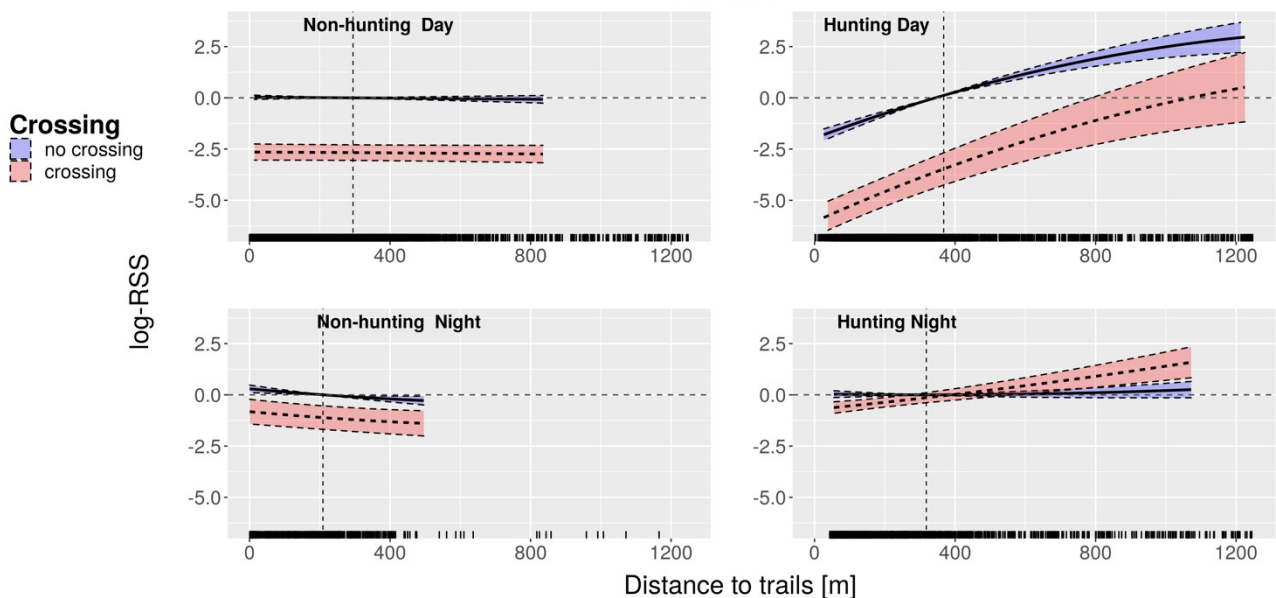 Non-hunting Day
2.5
0.0
-2.5
-5.0
0 400 800 1200
Hunting Day
2.5
0.0
-2.5
-5.0
0 400 800 1200
Crossing
no crossing
crossing
log-RSS
Non-hunting Night
2.5
0.0
-2.5
-5.0
0 400 800 1200
Hunting Night
2.5
0.0
-2.5
-5.0
0 400 800 1200
Distance to trails [m]